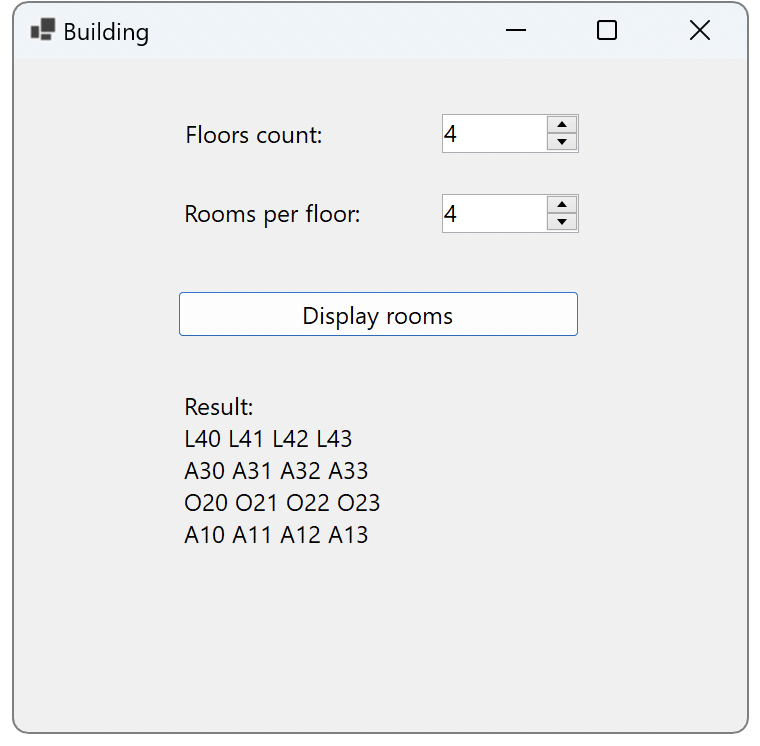 Building
Floors count: 4
Rooms per floor: 4
Display rooms
Result:
L40 L41 L42 L43
A30 A31 A32 A33
O20 O21 O22 O23
A10 A11 A12 A13